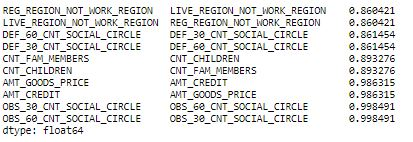 REG_REGION_NOT_WORK_REGION LIVE_REGION_NOT_WORK_REGION 0.860421
LIVE_REGION_NOT_WORK_REGION REG_REGION_NOT_WORK_REGION 0.860421
DEF_60_CNT_SOCIAL_CIRCLE DEF_30_CNT_SOCIAL_CIRCLE 0.861454
DEF_30_CNT_SOCIAL_CIRCLE DEF_60_CNT_SOCIAL_CIRCLE 0.861454
CNT_FAM_MEMBERS CNT_CHILDREN 0.893276
CNT_CHILDREN CNT_FAM_MEMBERS 0.893276
AMT_GOODS_PRICE AMT_CREDIT 0.986315
AMT_CREDIT AMT_GOODS_PRICE 0.986315
OBS_30_CNT_SOCIAL_CIRCLE OBS_60_CNT_SOCIAL_CIRCLE 0.998491
OBS_60_CNT_SOCIAL_CIRCLE OBS_30_CNT_SOCIAL_CIRCLE 0.998491
dtype: float64